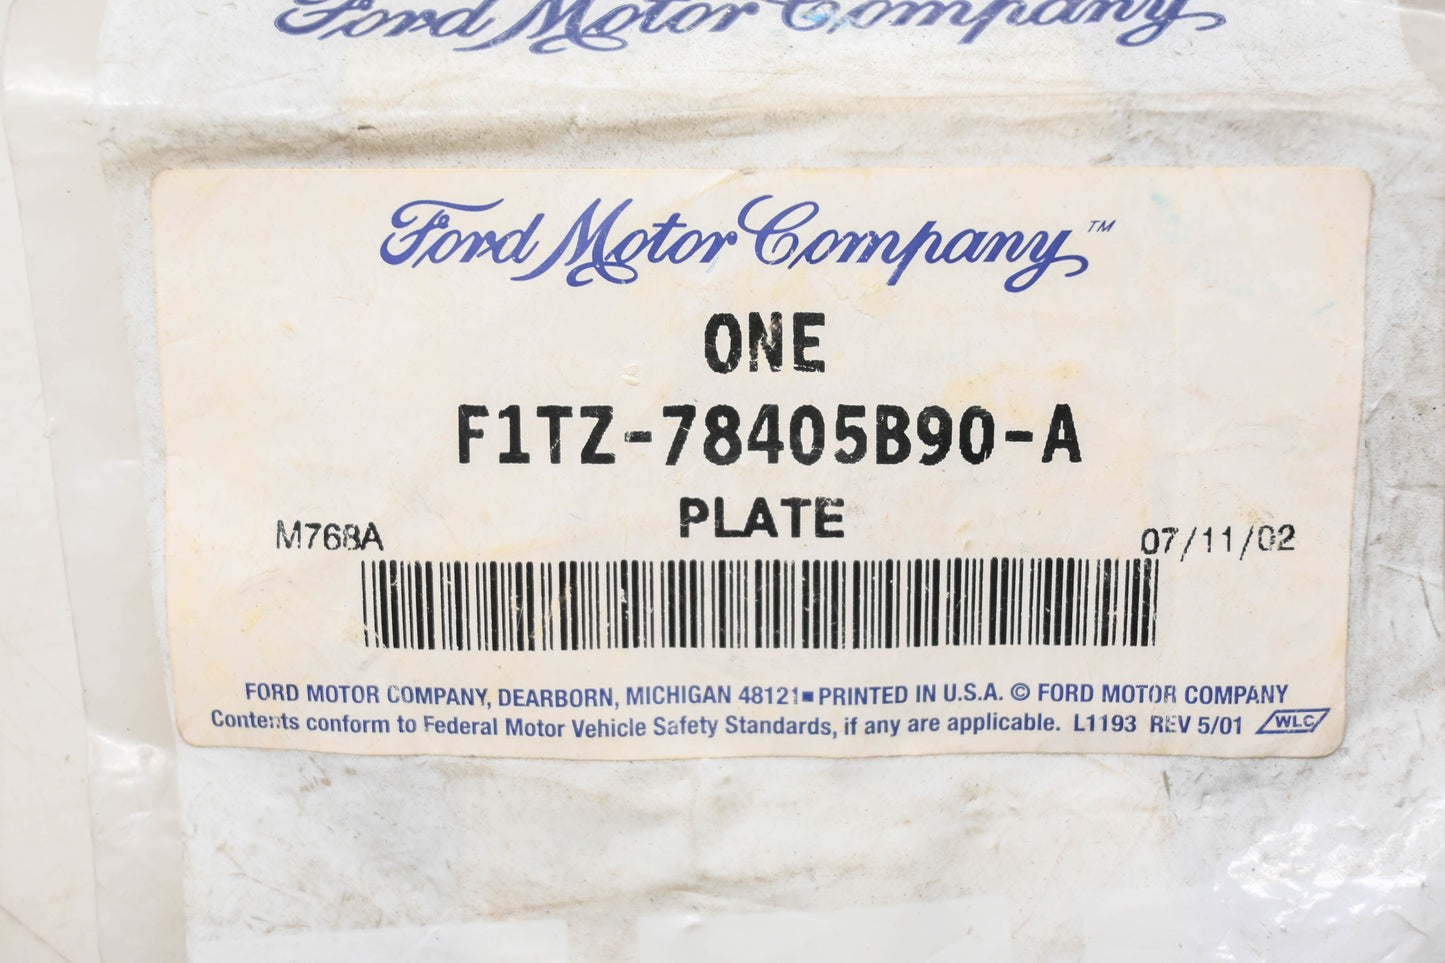 Ford Motor Company
Ford Motor Company™
ONE
F1TZ-78405B90-A
PLATE
M768A 07/11/02
FORD MOTOR COMPANY, DEARBORN, MICHIGAN 48121■PRINTED IN U.S.A. © FORD MOTOR COMPANY
Contents conform to Federal Motor Vehicle Safety Standards, if any are applicable. L1193 REV 5/01 WLC